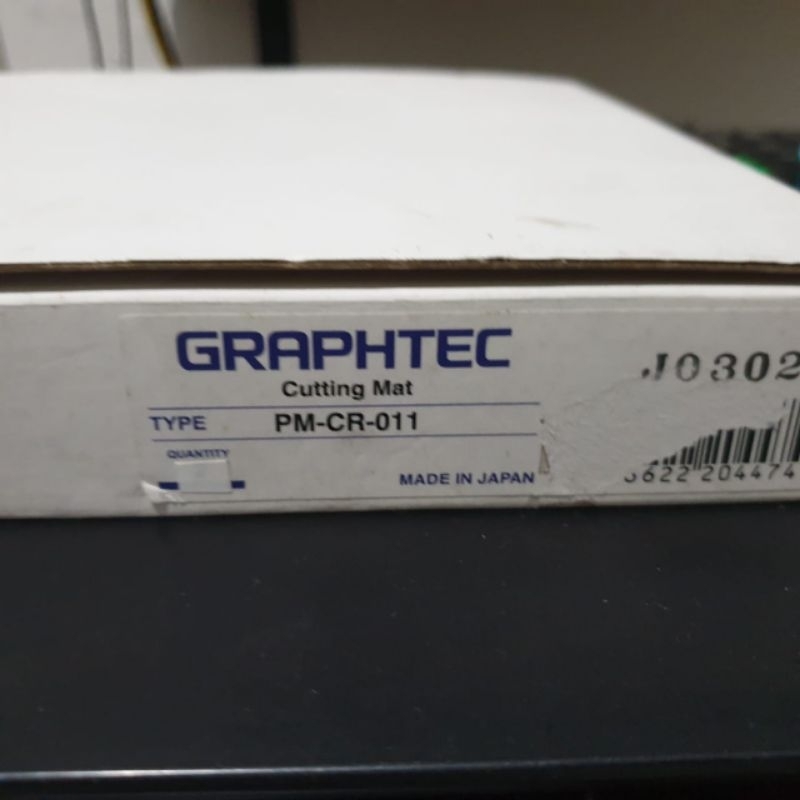 GRAPHTEC
Cutting Mat
TYPE PM-CR-011
QUANTITY
MADE IN JAPAN
J0302
622 204474